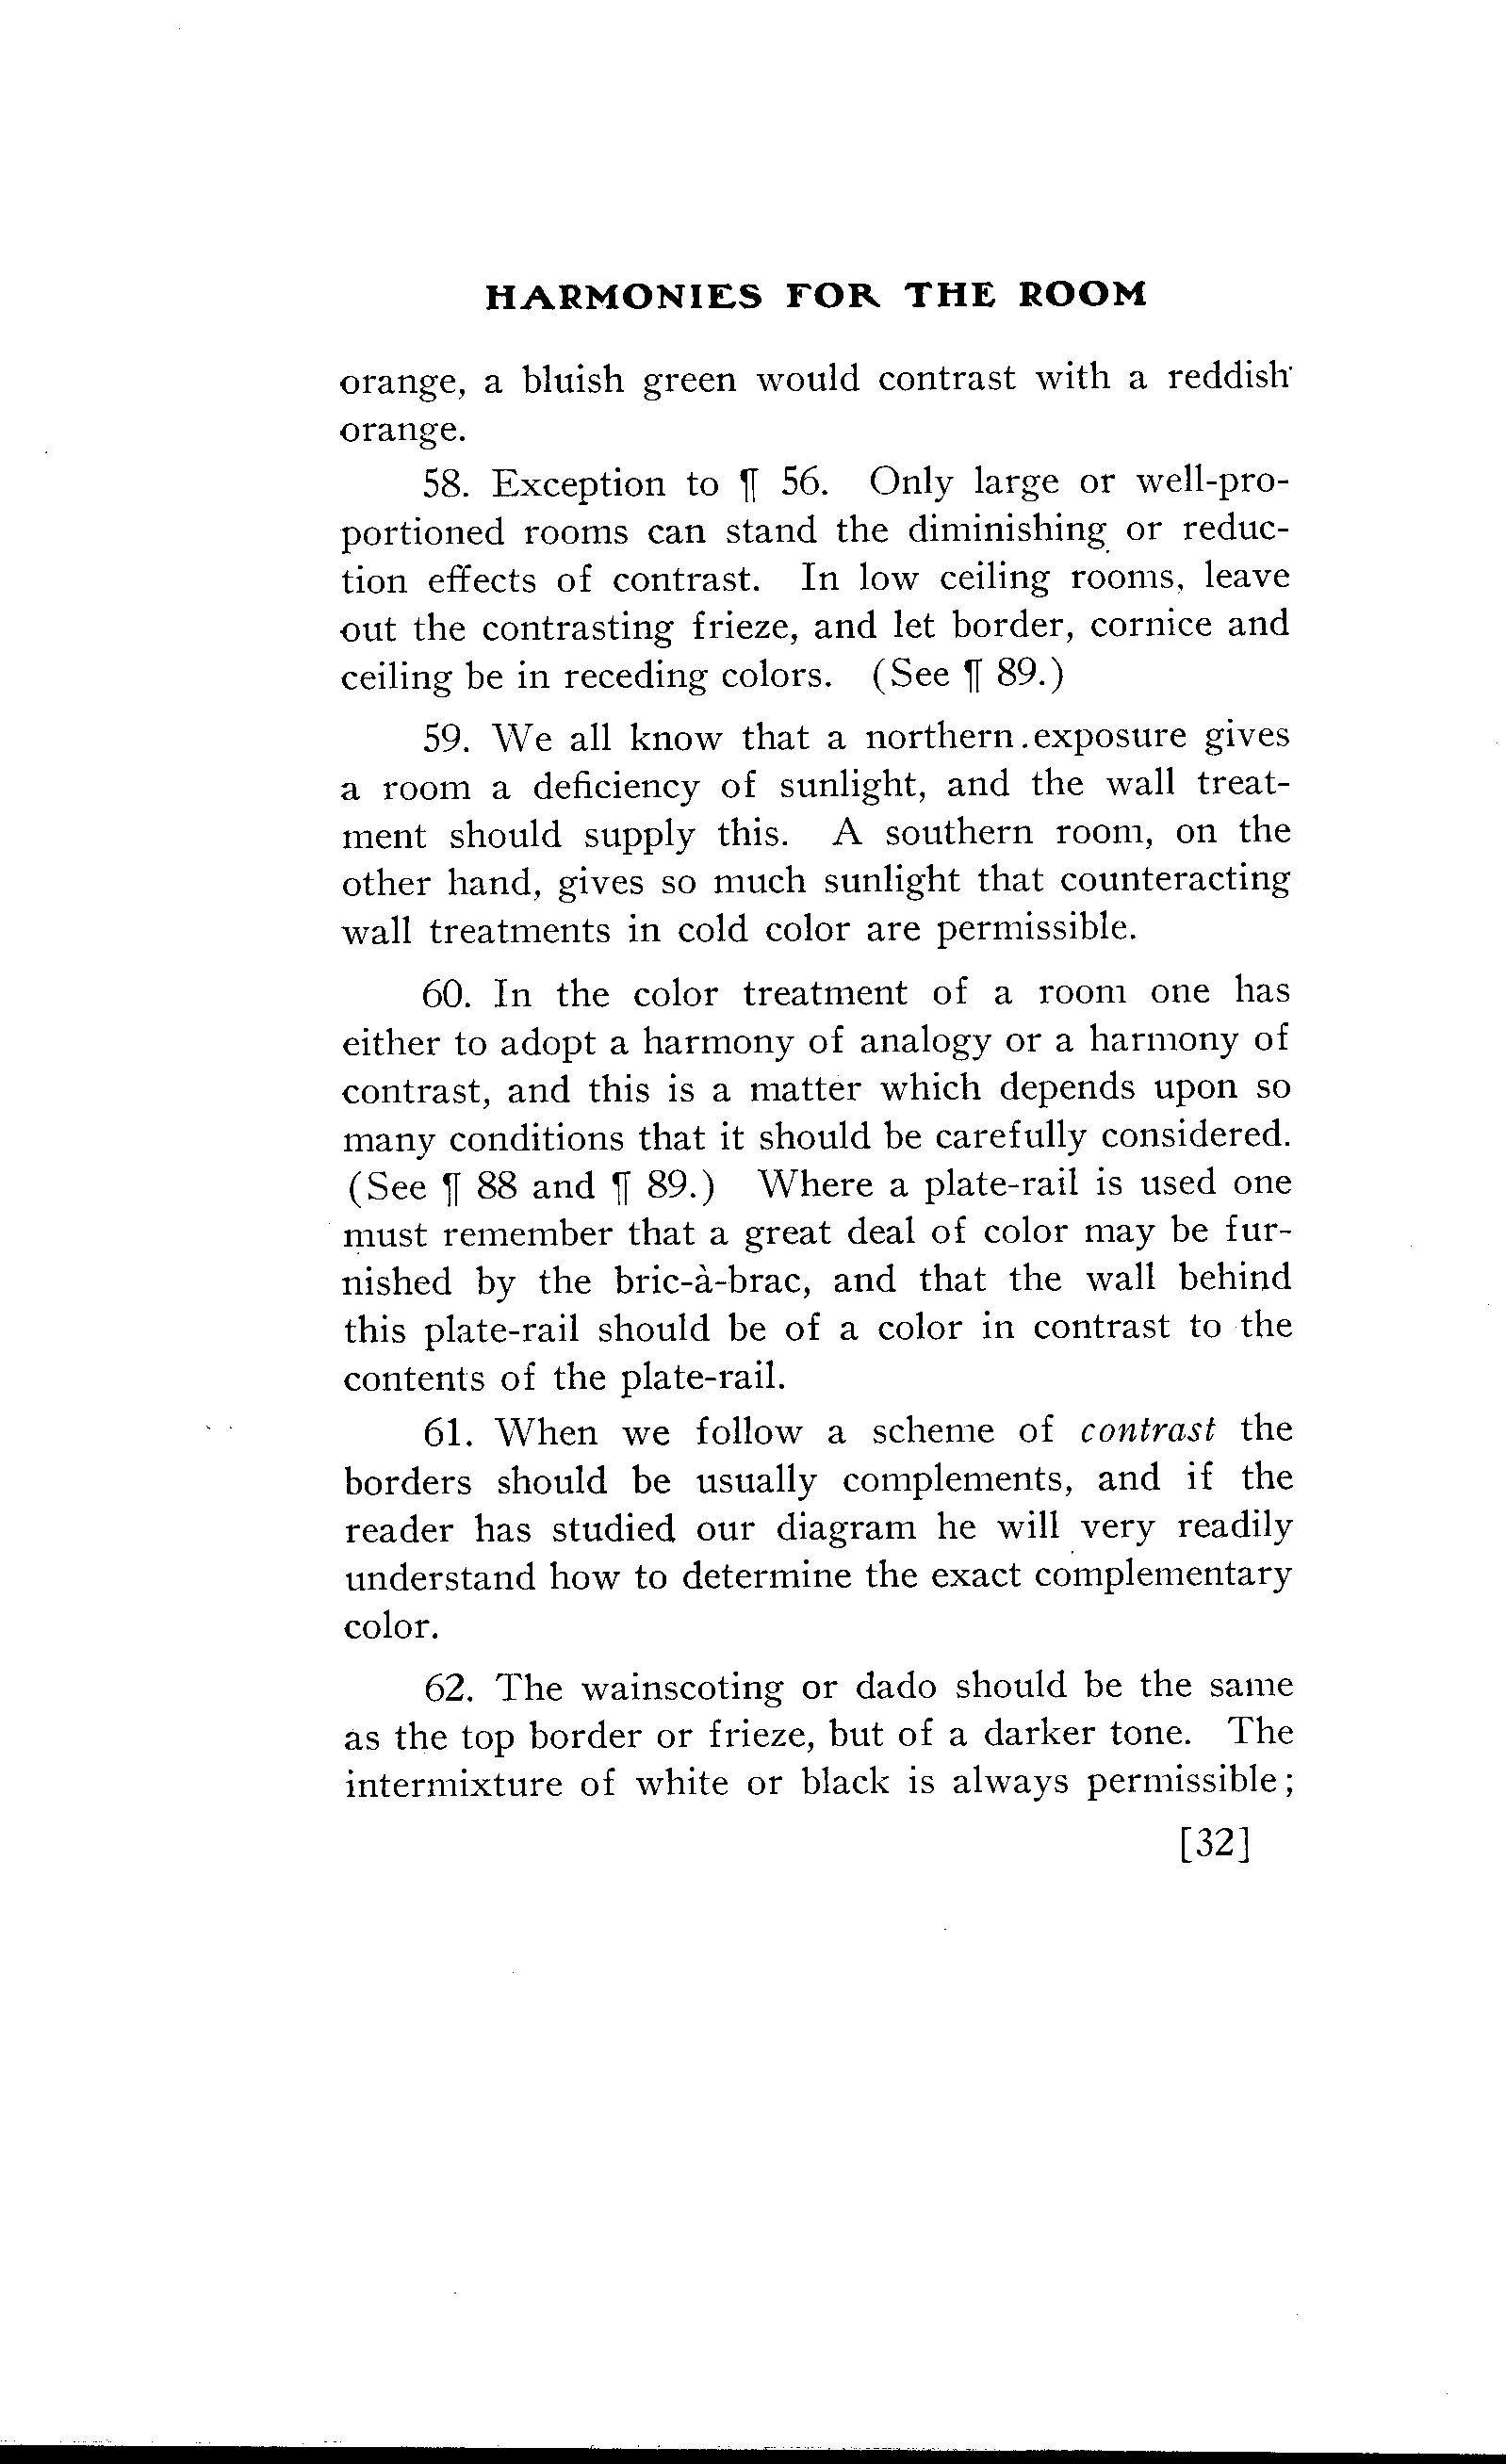 HARMONIES FOR THE ROOM
orange, a bluish green would contrast with a reddish
orange.
58. Exception to ¶ 56. Only large or well-pro-
portioned rooms can stand the diminishing or reduc-
tion effects of contrast. In low ceiling rooms, leave
out the contrasting frieze, and let border, cornice and
ceiling be in receding colors. (See ¶ 89.)
59. We all know that a northern exposure gives
a room a deficiency of sunlight, and the wall treat-
ment should supply this. A southern room, on the
other hand, gives so much sunlight that counteracting
wall treatments in cold color are permissible.
60. In the color treatment of a room one has
either to adopt a harmony of analogy or a harmony of
contrast, and this is a matter which depends upon so
many conditions that it should be carefully considered.
(See ¶ 88 and ¶ 89.) Where a plate-rail is used one
must remember that a great deal of color may be fur-
nished by the bric-à-brac, and that the wall behind
this plate-rail should be of a color in contrast to the
contents of the plate-rail.
61. When we follow a scheme of contrast the
borders should be usually complements, and if the
reader has studied our diagram he will very readily
understand how to determine the exact complementary
color.
62. The wainscoting or dado should be the same
as the top border or frieze, but of a darker tone. The
intermixture of white or black is always permissible;
[32]